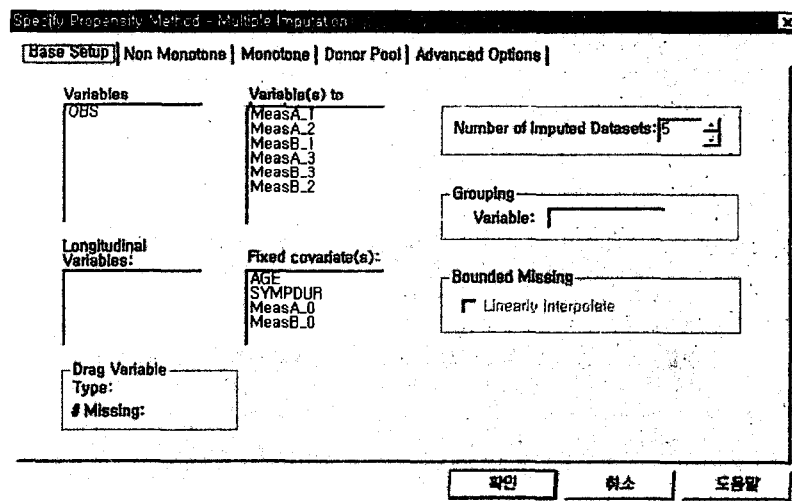 Specify Propensity Method - Multiple Imputation
Base Setup Non Monotone Monotone Donor Pool Advanced Options
Variables
OBS
Variable(s) to
MeasA_1
MeasA_2
MeasB_1
MeasA_3
MeasB_3
MeasB_2
Number of Imputed Datasets: 5
Grouping
Variable:
Longitudinal
Variables:
Fixed covariate(s):
AGE
SYMPDUR
MeasA_0
MeasB_0
Bounded Missing
Linearly Interpolate
Drag Variable
Type:
# Missing:
확인 취소 도움말